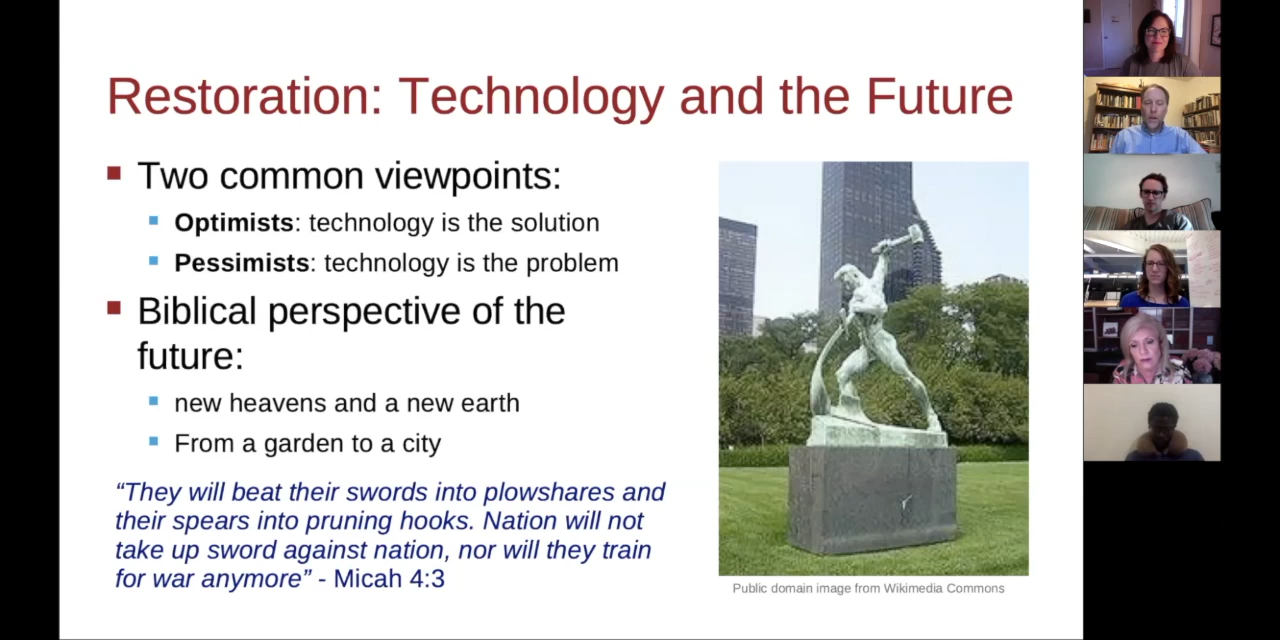 Restoration: Technology and the Future
Two common viewpoints:
Optimists: technology is the solution
Pessimists: technology is the problem
Biblical perspective of the
future:
new heavens and a new earth
From a garden to a city
“They will beat their swords into plowshares and
their spears into pruning hooks. Nation will not
take up sword against nation, nor will they train
for war anymore” - Micah 4:3
Public domain image from Wikimedia Commons